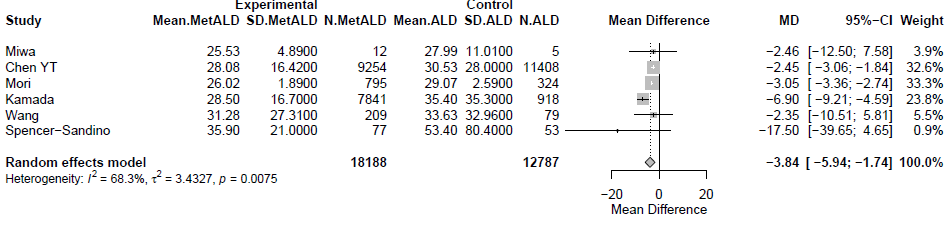 Experimental Control
Study Mean.MetALD SD.MetALD N.MetALD Mean.ALD SD.ALD N.ALD Mean Difference MD 95%−CI Weight
Miwa 25.53 4.8900 12 27.99 11.0100 5 −2.46 [−12.50; 7.58] 3.9%
Chen YT 28.08 16.4200 9254 30.53 28.0000 11408 −2.45 [ −3.06; −1.84] 32.6%
Mori 26.02 1.8900 795 29.07 2.5900 324 −3.05 [ −3.36; −2.74] 33.3%
Kamada 28.50 16.7000 7841 35.40 35.3000 918 −6.90 [ −9.21; −4.59] 23.8%
Wang 31.28 27.3100 209 33.63 32.9600 79 −2.35 [−10.51; 5.81] 5.5%
Spencer−Sandino 35.90 21.0000 77 53.40 80.4000 53 −17.50 [−39.65; 4.65] 0.9%
Random effects model 18188 12787 −3.84 [ −5.94; −1.74] 100.0%
Heterogeneity: I² = 68.3%, τ² = 3.4327, p = 0.0075
−20 0 20
Mean Difference